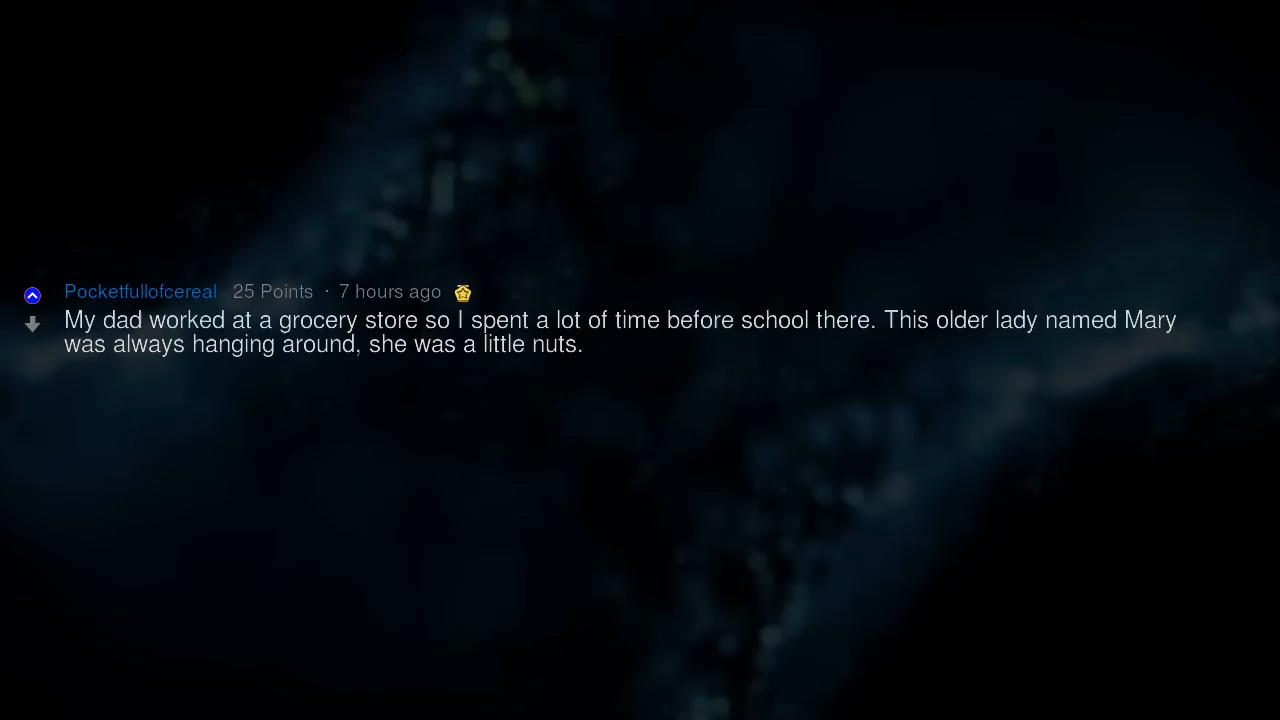 Pocketfullofcereal 25 Points · 7 hours ago
My dad worked at a grocery store so I spent a lot of time before school there. This older lady named Mary
was always hanging around, she was a little nuts.